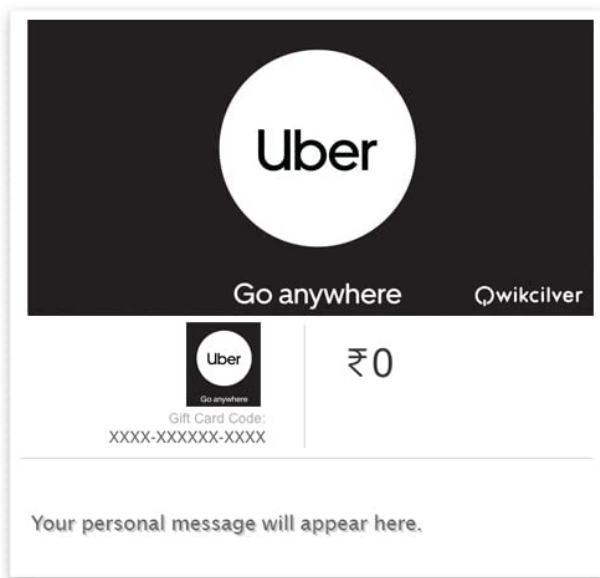 Uber
Go anywhere
Qwikcilver
Uber
Go anywhere
₹0
Gift Card Code:
XXXX-XXXXXX-XXXX
Your personal message will appear here.